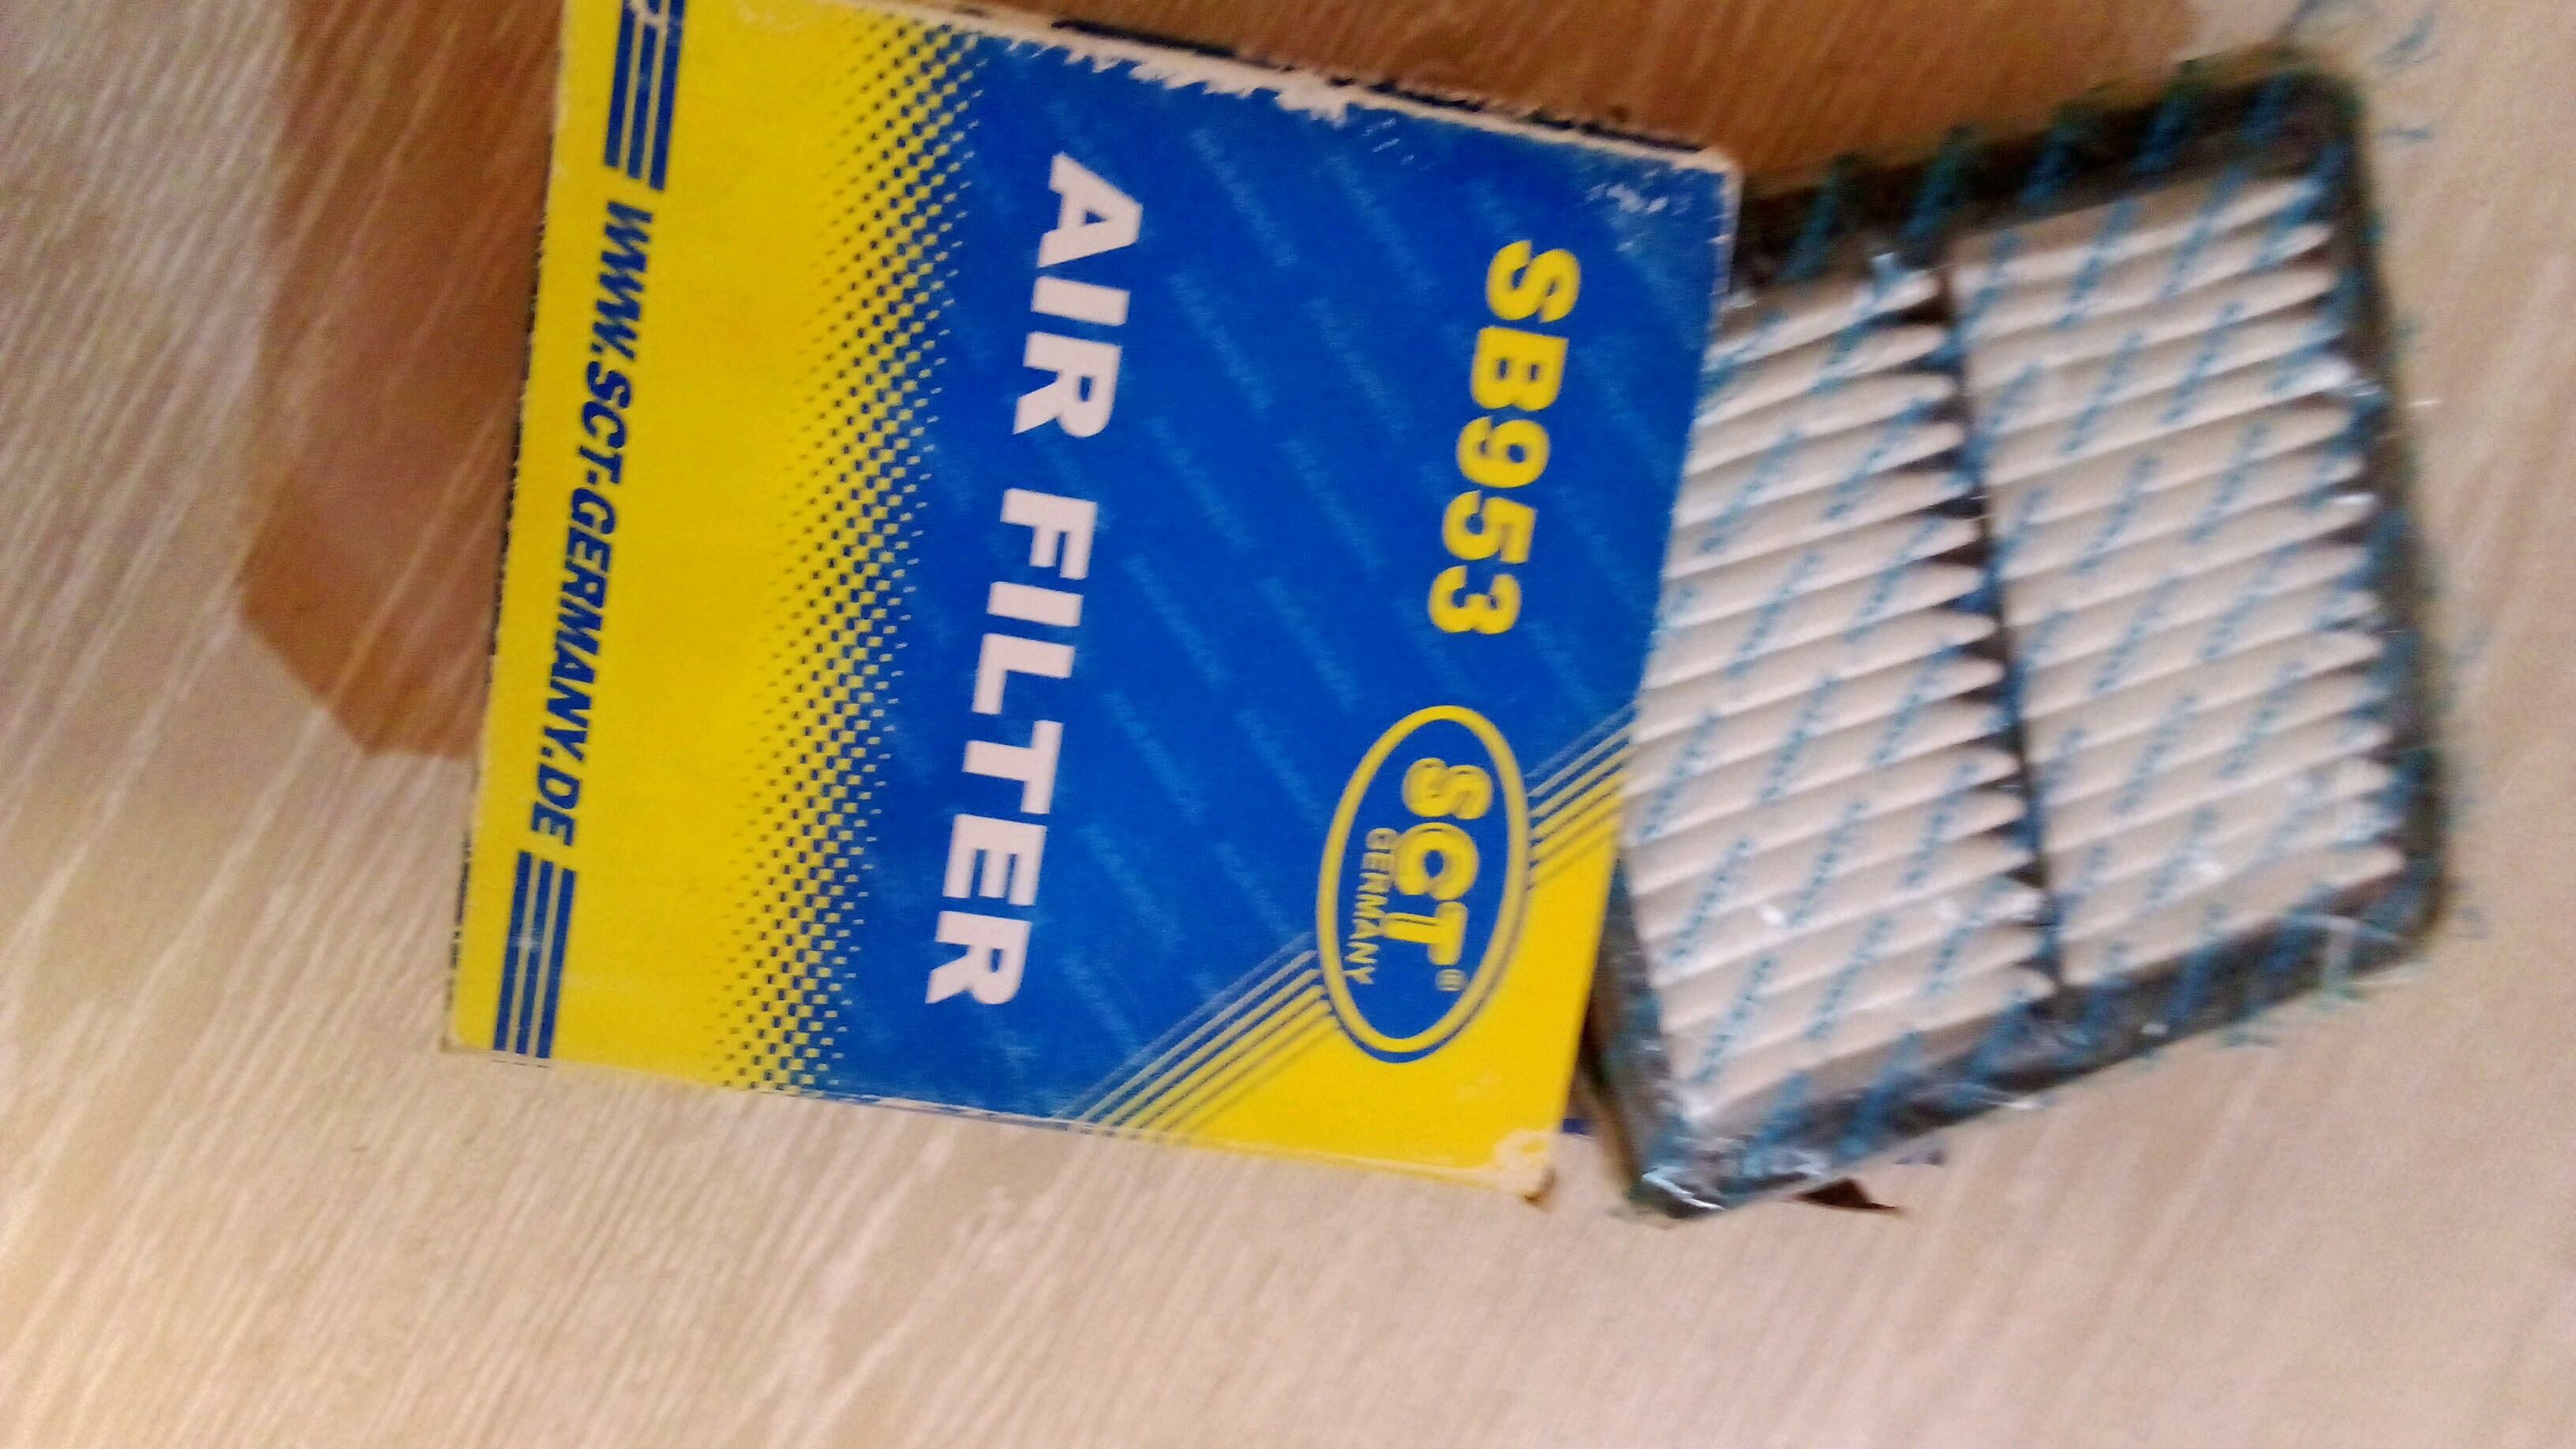 SB953
SCT®
GERMANY
AIR FILTER
WWW.SCT-GERMANY.DE